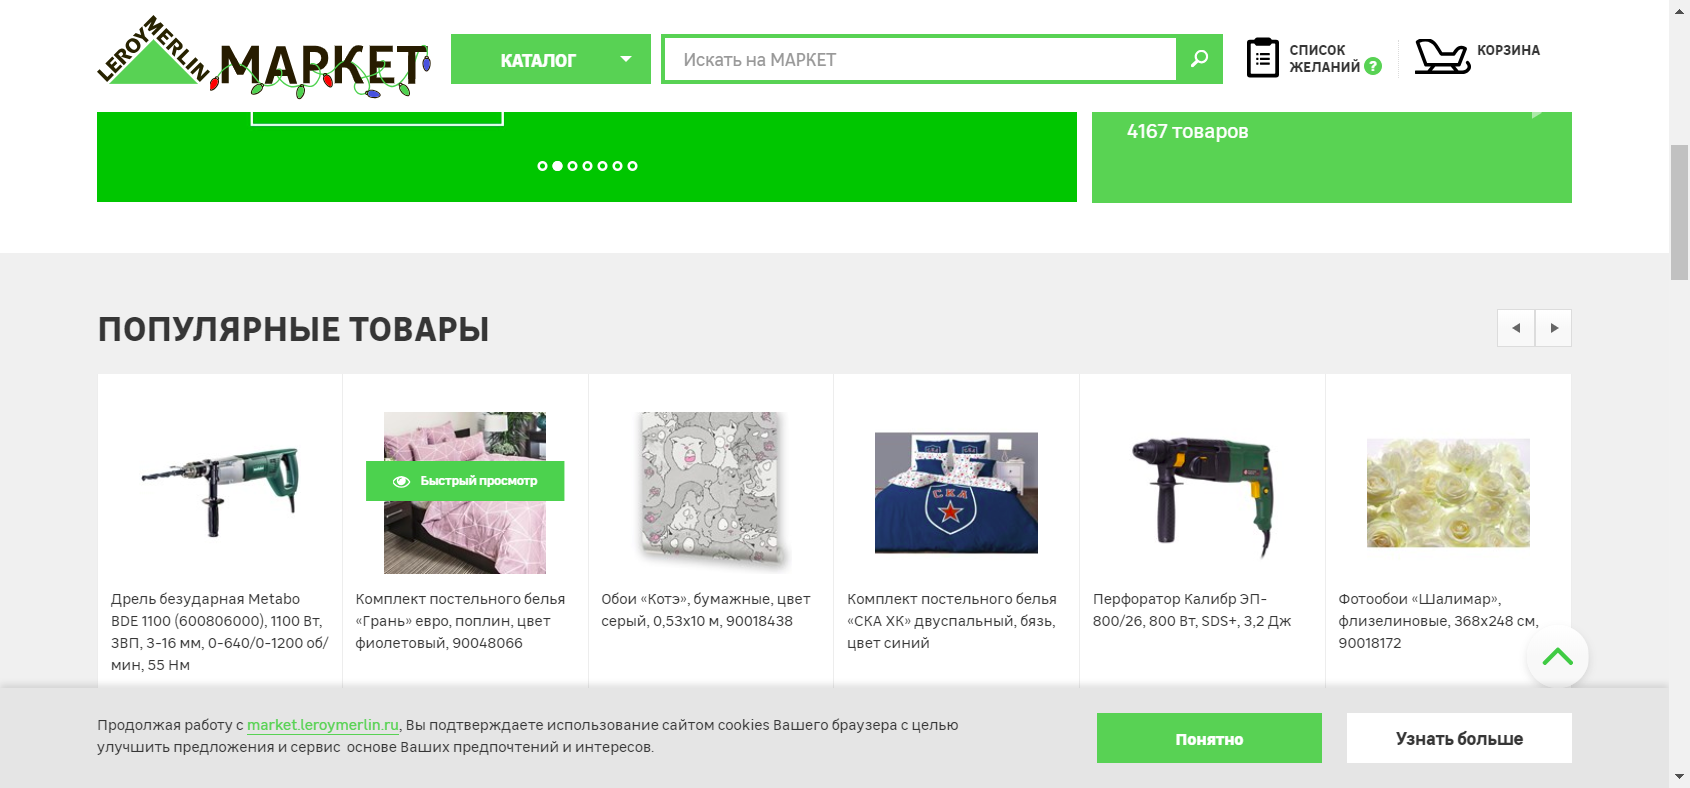 LEROY MERLIN МАРКЕТ
КАТАЛОГ
Искать на МАРКЕТ
СПИСОК
ЖЕЛАНИЙ ?
КОРЗИНА
4167 товаров
ПОПУЛЯРНЫЕ ТОВАРЫ
Быстрый просмотр
СКА
Дрель безударная Metabo
BDE 1100 (600806000), 1100 Вт,
ЗВП, 3-16 мм, 0-640/0-1200 об/
мин, 55 Нм
Комплект постельного белья
«Грань» евро, поплин, цвет
фиолетовый, 90048066
Обои «Котэ», бумажные, цвет
серый, 0,53х10 м, 90018438
Комплект постельного белья
«СКА ХК» двуспальный, бязь,
цвет синий
Перфоратор Калибр ЭП-
800/26, 800 Вт, SDS+, 3,2 Дж
Фотообои «Шалимар»,
флизелиновые, 368х248 см,
90018172
Продолжая работу с market.leroymerlin.ru, Вы подтверждаете использование сайтом cookies Вашего браузера с целью
улучшить предложения и сервис основе Ваших предпочтений и интересов.
Понятно
Узнать больше